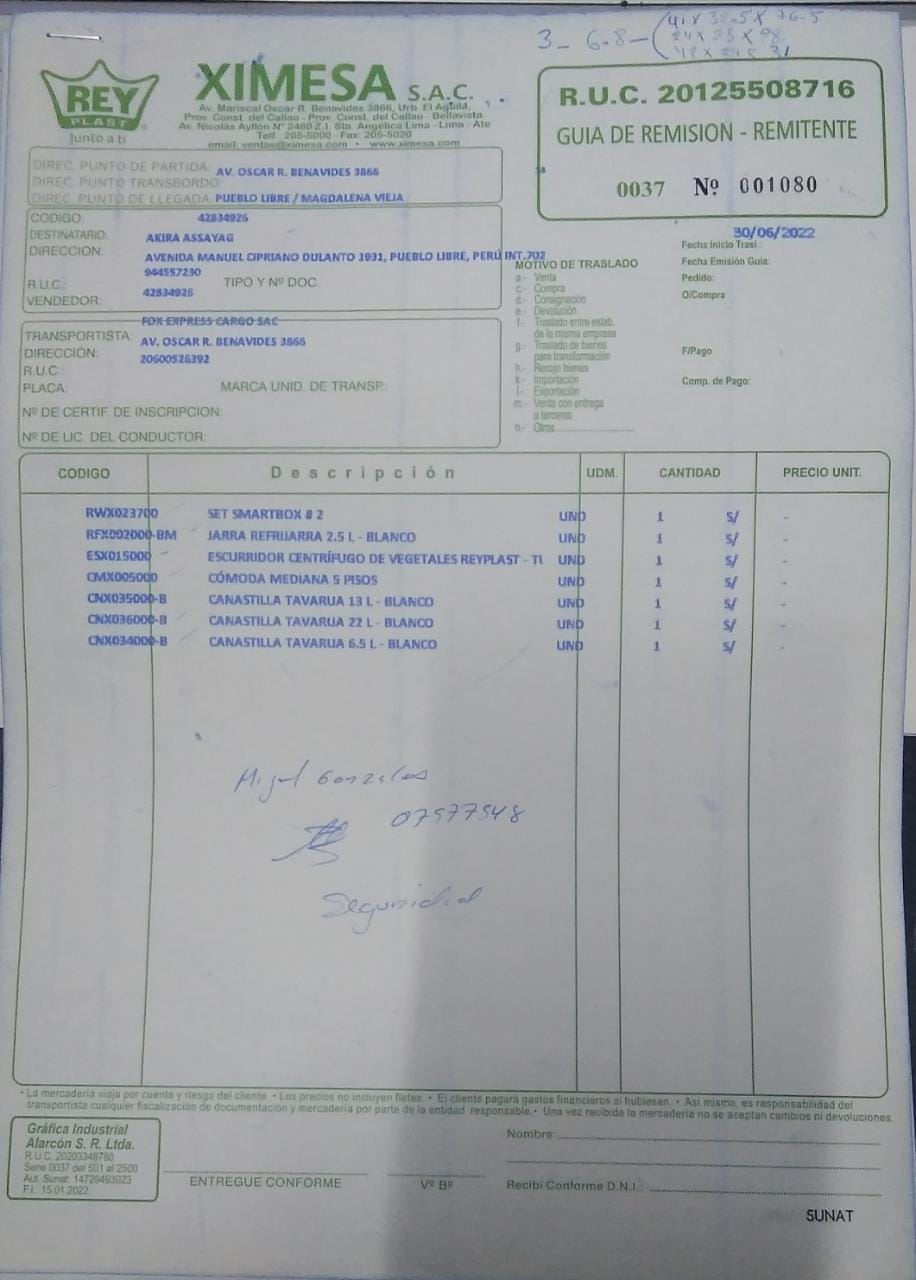 3 - 6.8 -
REY
PLAST
Junto a ti
XIMESA S.A.C.
Av. Mariscal Oscar R. Benavides 3866, Urb. El Aguila,
Prov. Const. del Callao - Prov. Const. del Callao - Bellavista
Av. Nicolás Ayllón Nº 2480 Z.I. Sta. Angélica Lima - Lima - Ate
Telf.: 205-5000 - Fax: 205-5020
email: ventas@ximesa.com • www.ximesa.com
R.U.C. 20125508716
GUIA DE REMISION - REMITENTE
0037 Nº 001080
DIREC. PUNTO DE PARTIDA: AV. OSCAR R. BENAVIDES 3866
DIREC. PUNTO TRANSBORDO:
DIREC. PUNTO DE LLEGADA: PUEBLO LIBRE / MAGDALENA VIEJA
CODIGO: 42834926
DESTINATARIO: AKIRA ASSAYAG
DIRECCION: AVENIDA MANUEL CIPRIANO DULANTO 1931, PUEBLO LIBRE, PERÚ INT.702
944557230
R.U.C.: TIPO Y Nº DOC.
VENDEDOR: 42834926
30/06/2022
Fecha Inicio Trasl.:
Fecha Emisión Guia:
Pedido:
O/Compra
F/Pago
Comp. de Pago:
MOTIVO DE TRASLADO
a.- Venta
c.- Compra
d.- Consignación
e.- Devolución
f.- Traslado entre estab.
de la misma empresa
g.- Traslado de bienes
para transformación
h.- Recojo bienes
k.- Importación
l.- Exportación
m.- Venta con entrega
a terceros
n.- Otros
FOX EXPRESS CARGO SAC
TRANSPORTISTA: AV. OSCAR R. BENAVIDES 3866
DIRECCIÓN: 20600526392
R.U.C.:
PLACA: MARCA UNID. DE TRANSP.:
Nº DE CERTIF. DE INSCRIPCION:
Nº DE LIC. DEL CONDUCTOR:
CODIGO Descripción UDM. CANTIDAD PRECIO UNIT.
RWX023700 SET SMARTBOX # 2 UND 1 S/ -
RFX002000-BM JARRA REFRIJARRA 2.5 L - BLANCO UND 1 S/ -
ESX015000 ESCURRIDOR CENTRÍFUGO DE VEGETALES REYPLAST - TI UND 1 S/ -
CMX005000 CÓMODA MEDIANA 5 PISOS UND 1 S/ -
CNX035000-B CANASTILLA TAVARUA 13 L - BLANCO UND 1 S/ -
CNX036000-B CANASTILLA TAVARUA 22 L - BLANCO UND 1 S/ -
CNX034000-B CANASTILLA TAVARUA 6.5 L - BLANCO UND 1 S/ -
Miguel Gonzales
07577548
Seguridad
• La mercadería viaja por cuenta y riesgo del cliente. • Los precios no incluyen fletes. • El cliente pagará gastos financieros si hubiesen. • Asi mismo, es responsabilidad del
transportista cualquier fiscalización de documentación y mercadería por parte de la entidad responsable. • Una vez recibida la mercadería no se aceptan cambios ni devoluciones.
Gráfica Industrial
Alarcón S. R. Ltda.
R.U.C. 20203348780
Serie 0037 del 501 al 2500
Aut. Sunat: 14729493023
F.I. 15.01.2022
ENTREGUE CONFORME
Vº Bº
Nombre:
Recibí Conforme D.N.I.:
SUNAT